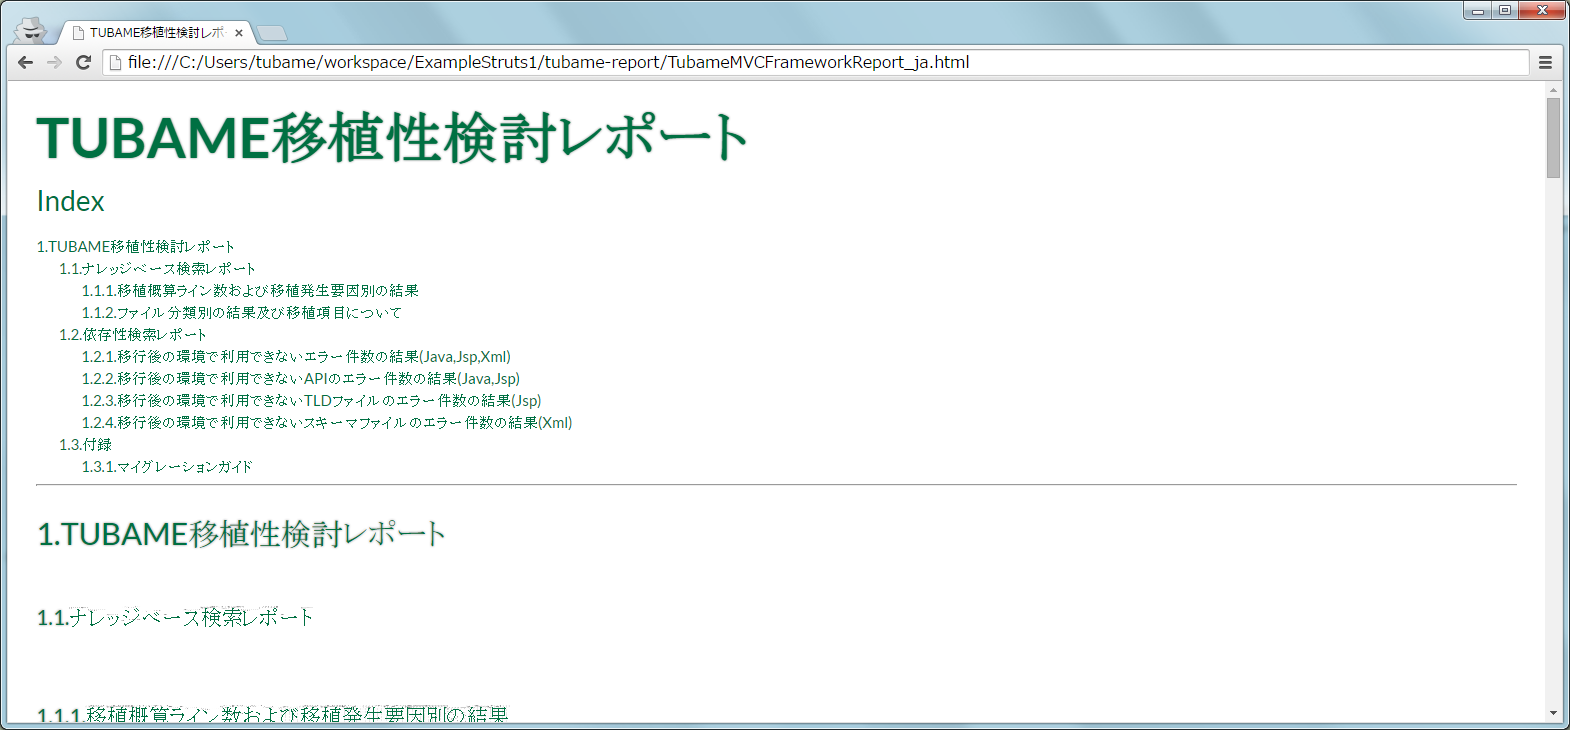 TUBAME移植性検討レポ
file:///C:/Users/tubame/workspace/ExampleStruts1/tubame-report/TubameMVCFrameworkReport_ja.html
TUBAME移植性検討レポート
Index
1.TUBAME移植性検討レポート
1.1.ナレッジベース検索レポート
1.1.1.移植概算ライン数および移植発生要因別の結果
1.1.2.ファイル分類別の結果及び移植項目について
1.2.依存性検索レポート
1.2.1.移行後の環境で利用できないエラー件数の結果(Java,Jsp,Xml)
1.2.2.移行後の環境で利用できないAPIのエラー件数の結果(Java,Jsp)
1.2.3.移行後の環境で利用できないTLDファイルのエラー件数の結果(Jsp)
1.2.4.移行後の環境で利用できないスキーマファイルのエラー件数の結果(Xml)
1.3.付録
1.3.1.マイグレーションガイド
1.TUBAME移植性検討レポート
1.1.ナレッジベース検索レポート
1.1.1.移植概算ライン数および移植発生要因別の結果